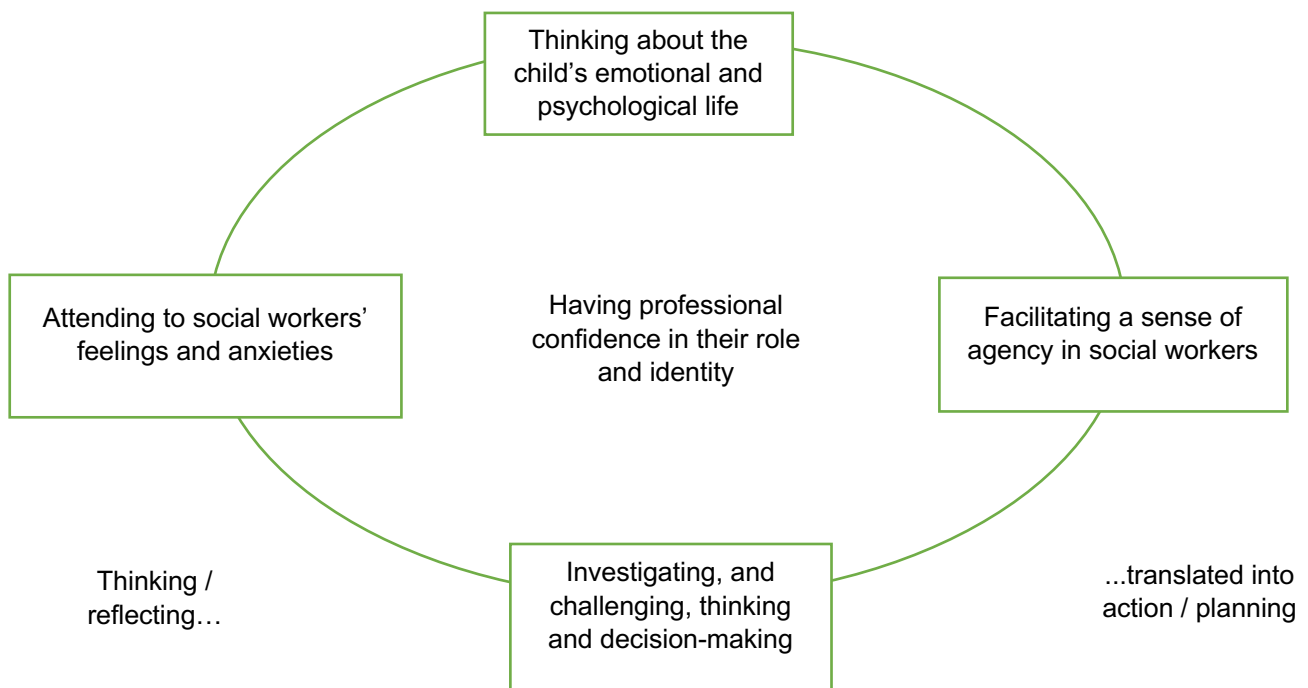 Thinking about the
child’s emotional and
psychological life
Attending to social workers’
feelings and anxieties
Having professional
confidence in their role
and identity
Facilitating a sense of
agency in social workers
Thinking /
reflecting…
Investigating, and
challenging, thinking
and decision-making
...translated into
action / planning